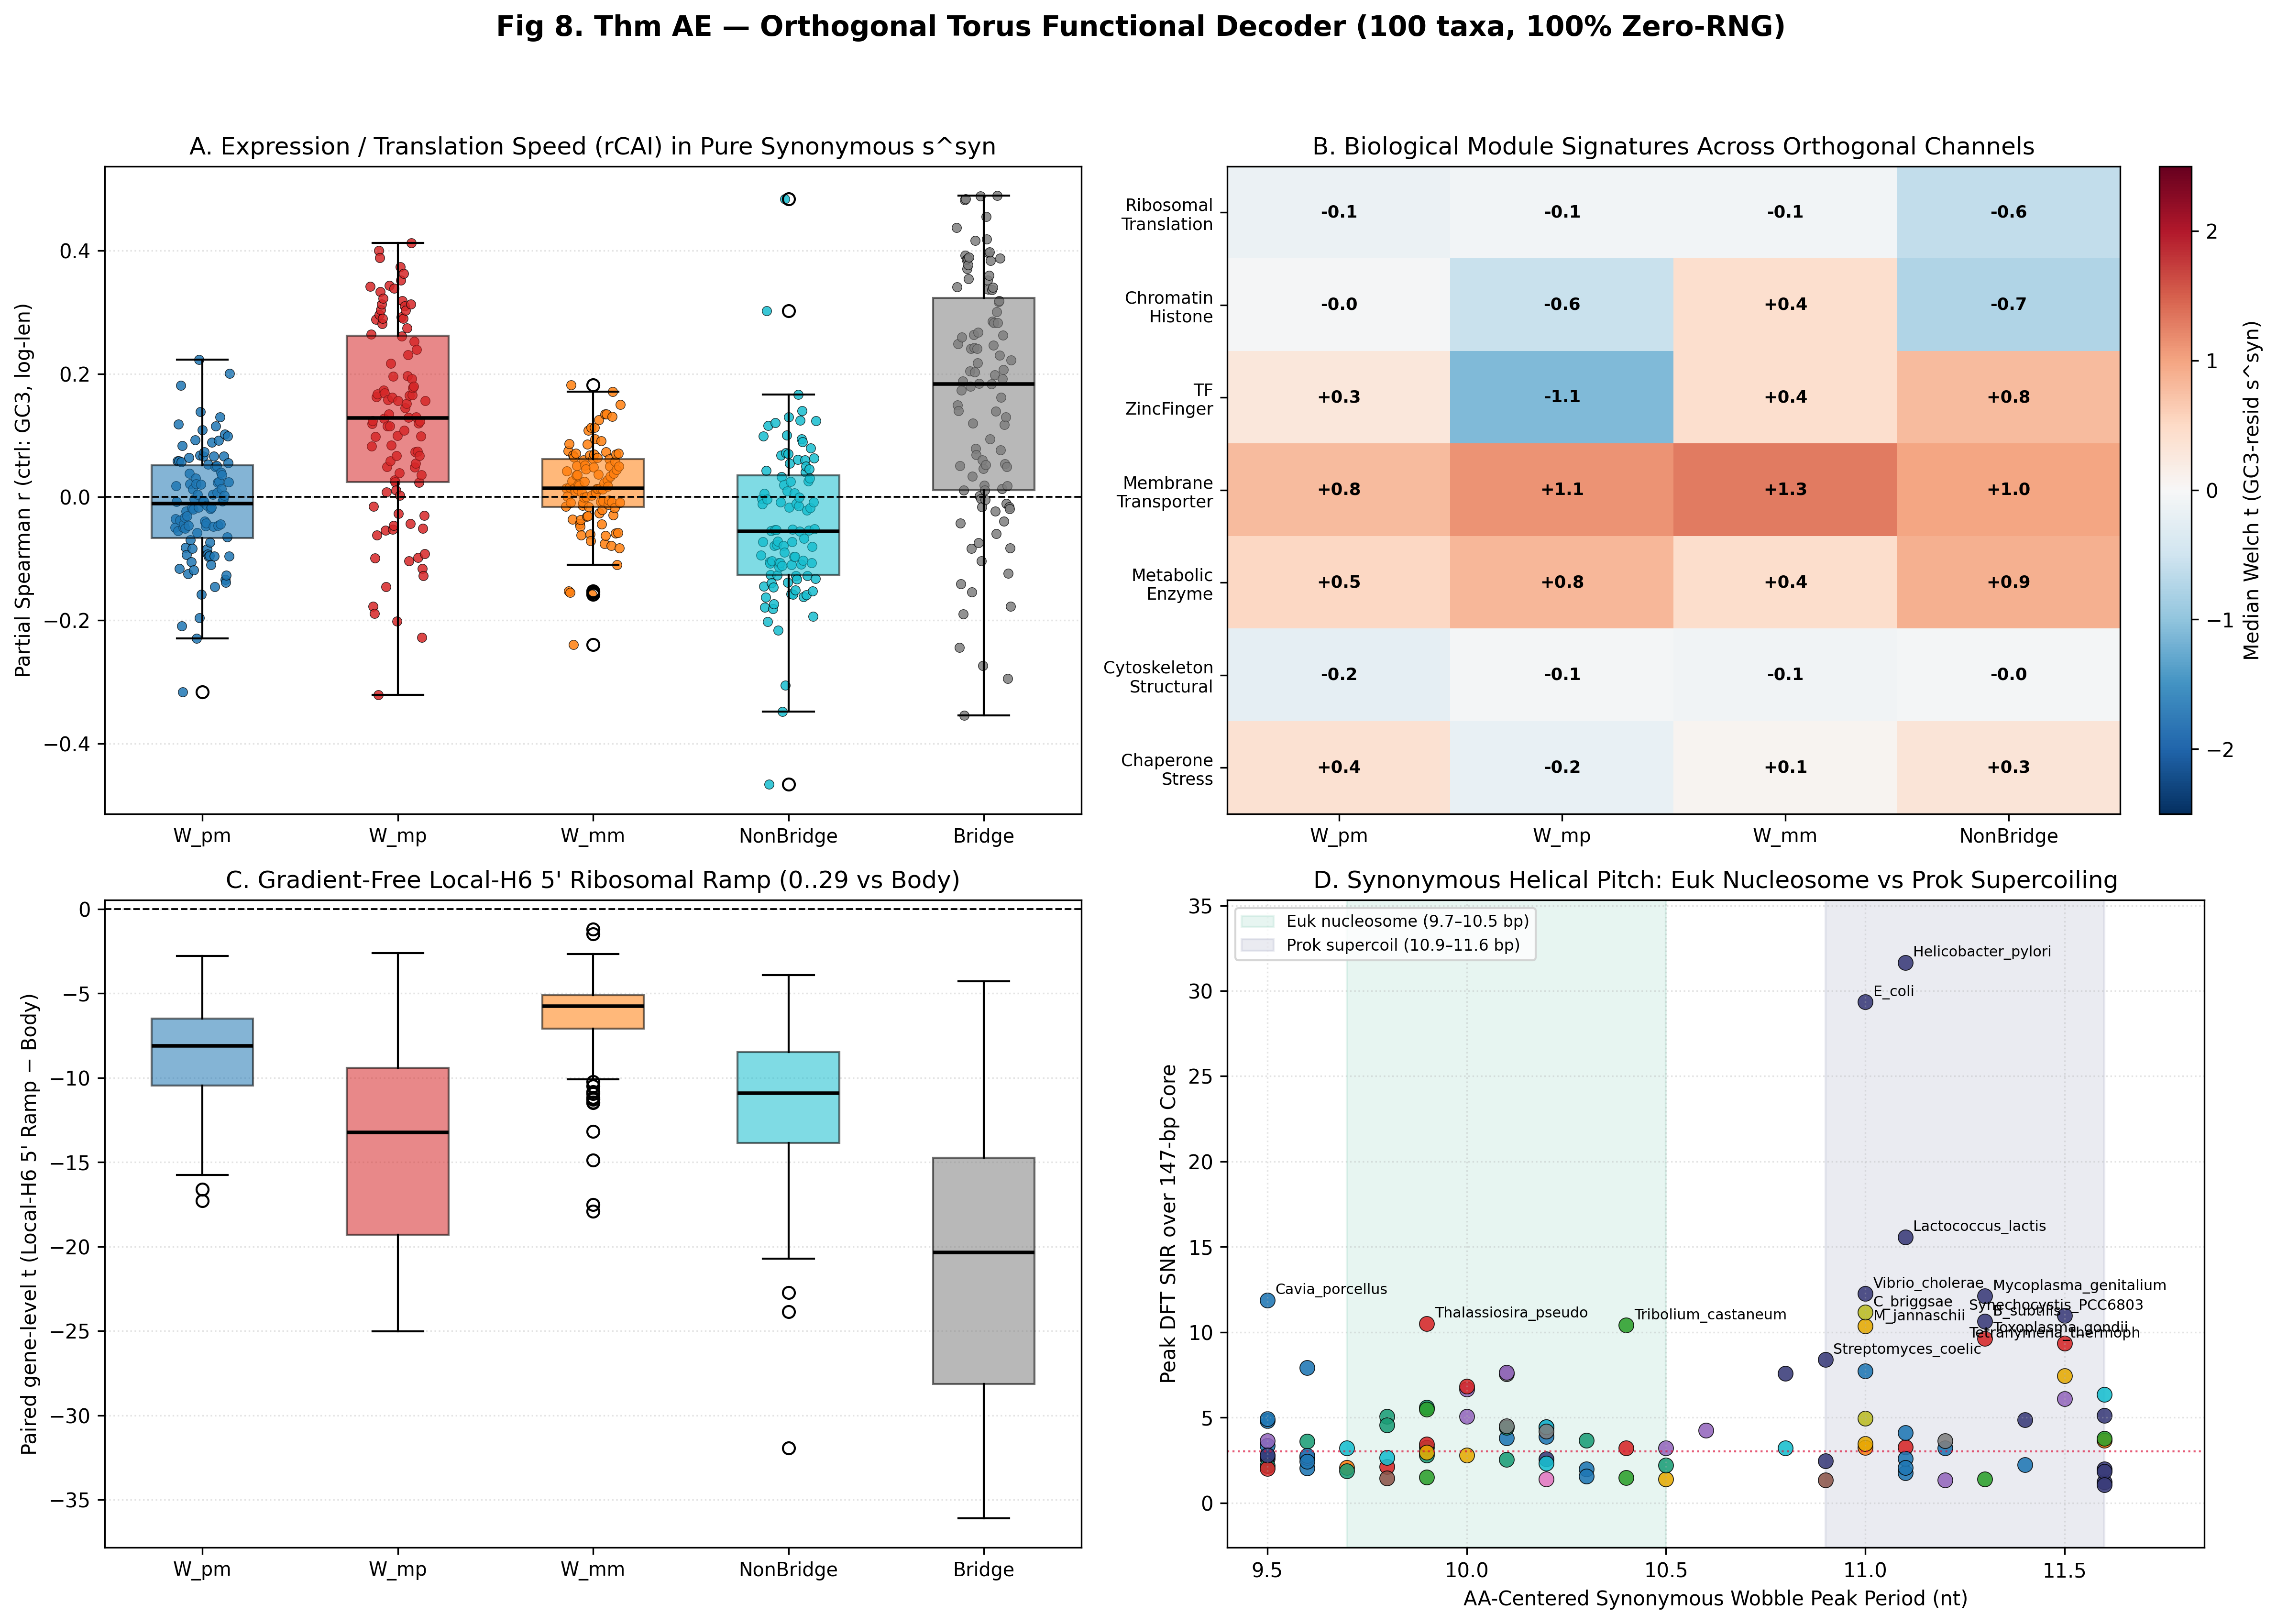 Fig 8. Thm AE — Orthogonal Torus Functional Decoder (100 taxa, 100% Zero-RNG)
A. Expression / Translation Speed (rCAI) in Pure Synonymous s^syn
Partial Spearman r (ctrl: GC3, log-len)
0.4
0.2
0.0
−0.2
−0.4
W_pm
W_mp
W_mm
NonBridge
Bridge
B. Biological Module Signatures Across Orthogonal Channels
Ribosomal
Translation
-0.1
-0.1
-0.1
-0.6
Chromatin
Histone
-0.0
-0.6
+0.4
-0.7
TF
ZincFinger
+0.3
-1.1
+0.4
+0.8
Membrane
Transporter
+0.8
+1.1
+1.3
+1.0
Metabolic
Enzyme
+0.5
+0.8
+0.4
+0.9
Cytoskeleton
Structural
-0.2
-0.1
-0.1
-0.0
Chaperone
Stress
+0.4
-0.2
+0.1
+0.3
W_pm
W_mp
W_mm
NonBridge
2
1
0
−1
−2
Median Welch t (GC3-resid s^syn)
C. Gradient-Free Local-H6 5' Ribosomal Ramp (0..29 vs Body)
Paired gene-level t (Local-H6 5' Ramp − Body)
0
−5
−10
−15
−20
−25
−30
−35
W_pm
W_mp
W_mm
NonBridge
Bridge
D. Synonymous Helical Pitch: Euk Nucleosome vs Prok Supercoiling
Peak DFT SNR over 147-bp Core
35
30
25
20
15
10
5
0
Euk nucleosome (9.7–10.5 bp)
Prok supercoil (10.9–11.6 bp)
Helicobacter_pylori
E_coli
Lactococcus_lactis
Cavia_porcellus
Vibrio_cholerae
Mycoplasma_genitalium
C_briggsae
Synechocystis_PCC6803
Thalassiosira_pseudo
Tribolium_castaneum
M_jannaschii
B_subtilis
Toxoplasma_gondii
Tetrahymena_thermoph
Streptomyces_coelic
9.5
10.0
10.5
11.0
11.5
AA-Centered Synonymous Wobble Peak Period (nt)